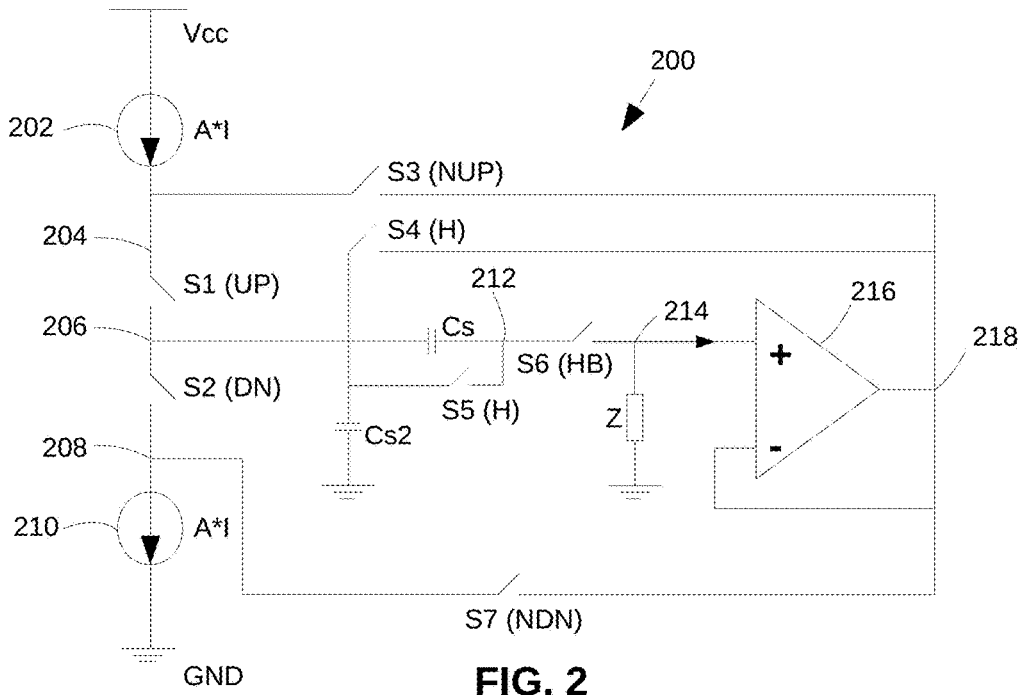 Vcc
200
202
A*I
S3 (NUP)
204
S4 (H)
S1 (UP)
212
216
206
Cs
214
218
S6 (HB)
+
S2 (DN)
S5 (H)
Z
Cs2
208
-
210
A*I
S7 (NDN)
GND
FIG. 2